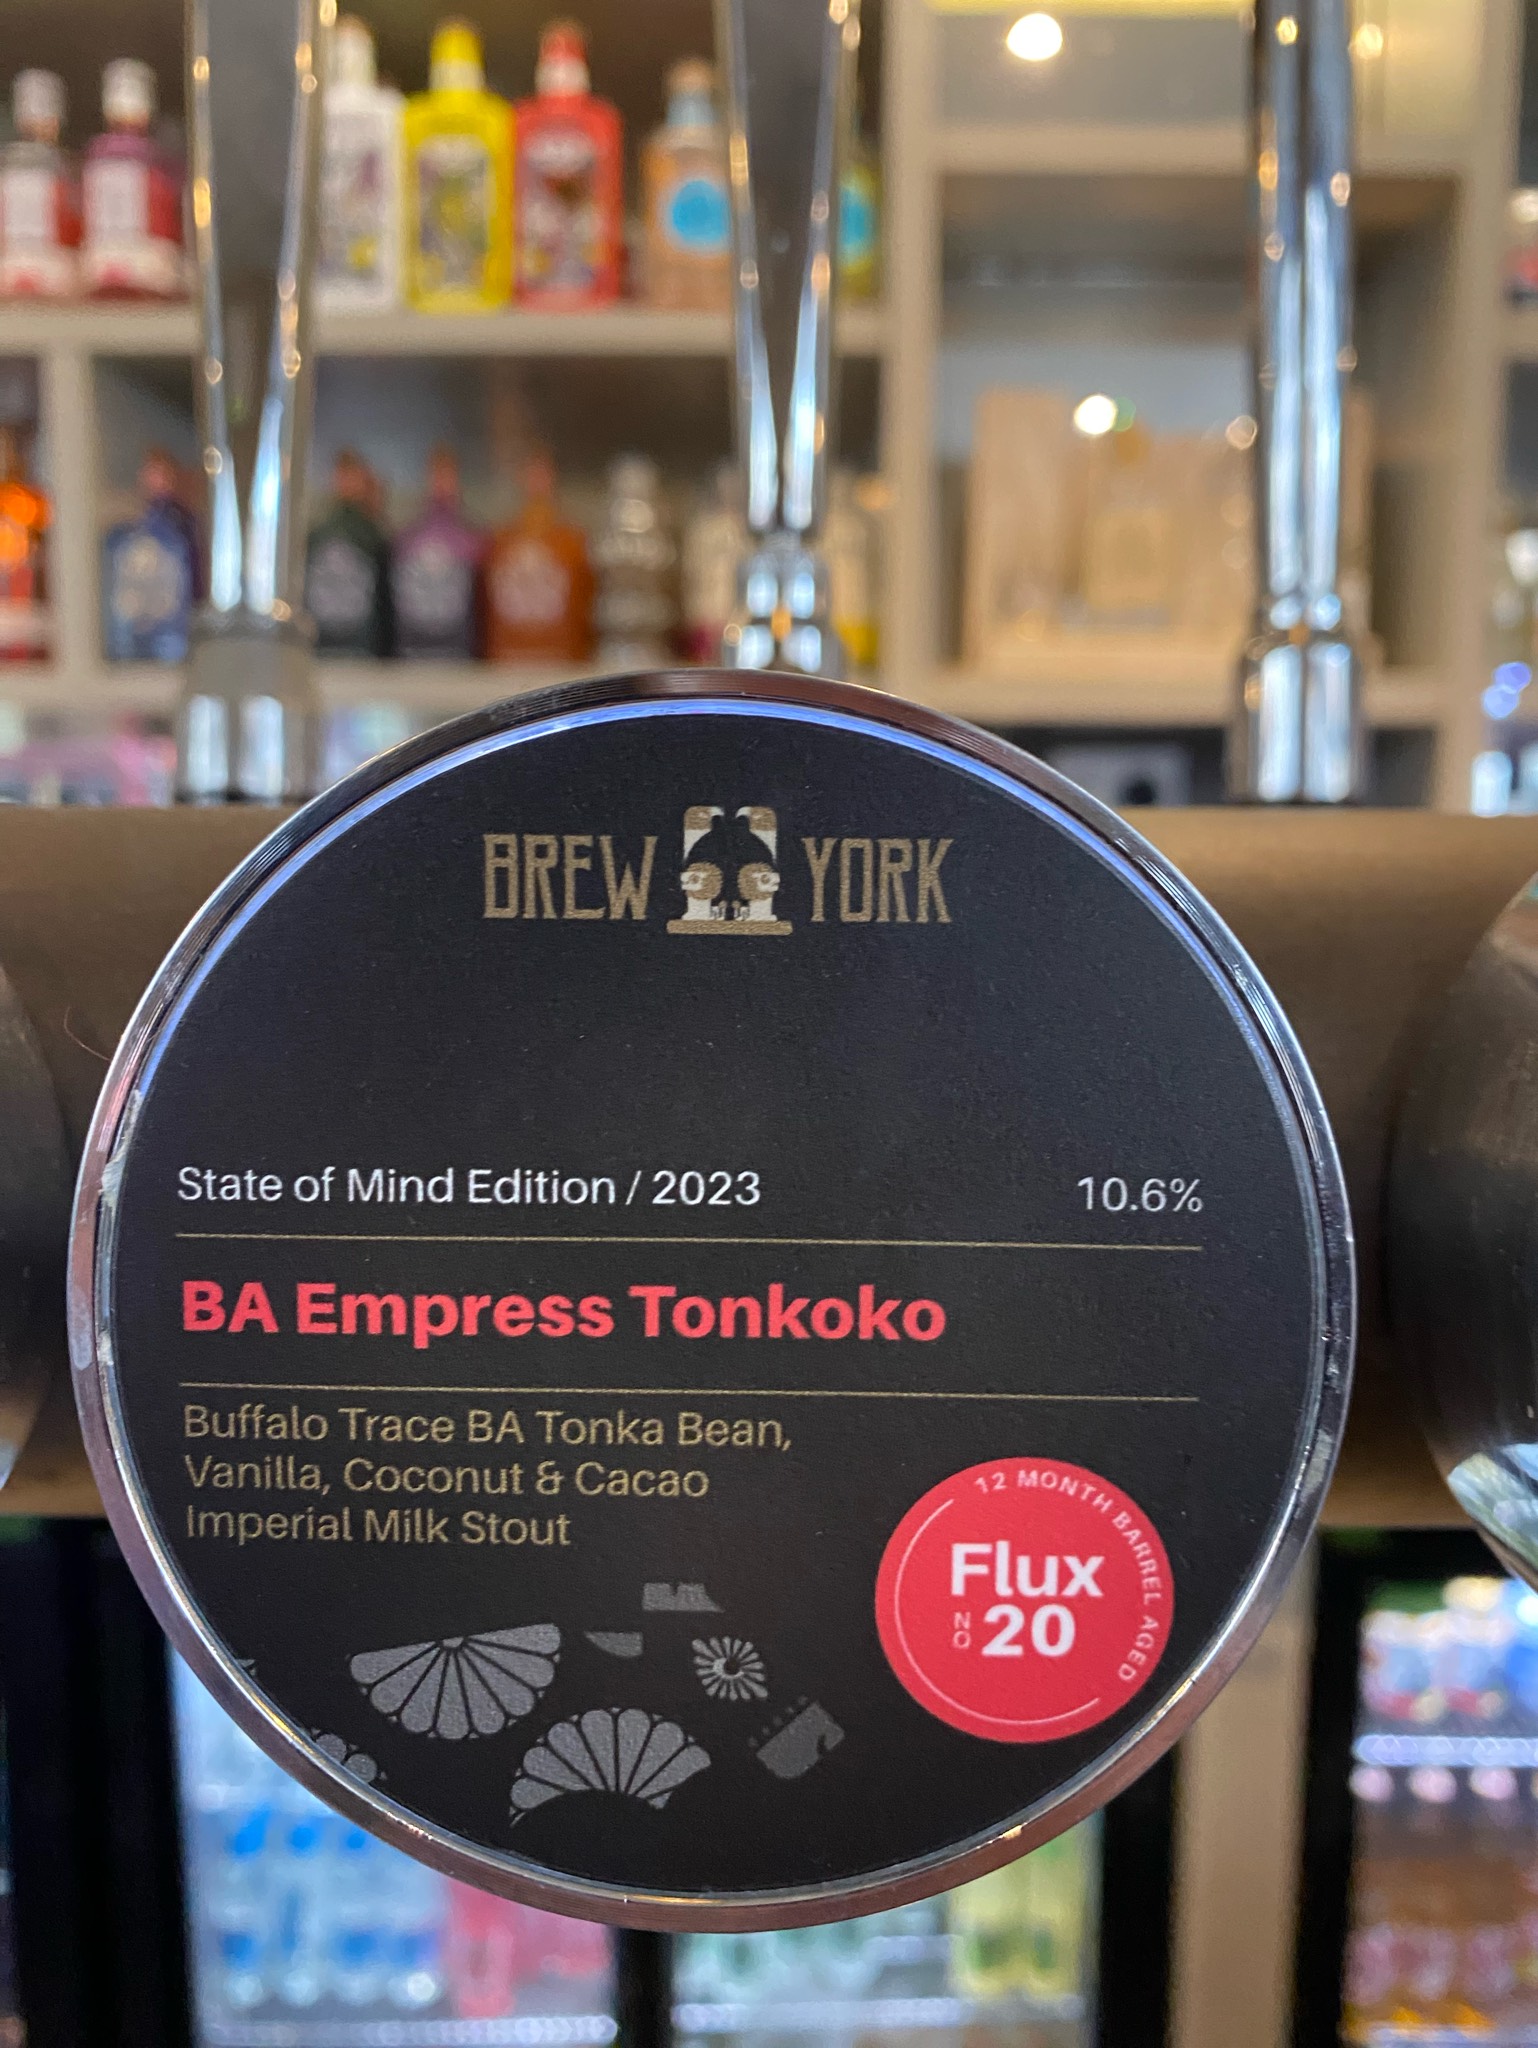 BREW YORK
State of Mind Edition / 2023 10.6%
BA Empress Tonkoko
Buffalo Trace BA Tonka Bean,
Vanilla, Coconut & Cacao
Imperial Milk Stout
12 MONTH BARREL AGED
Flux
NO 20